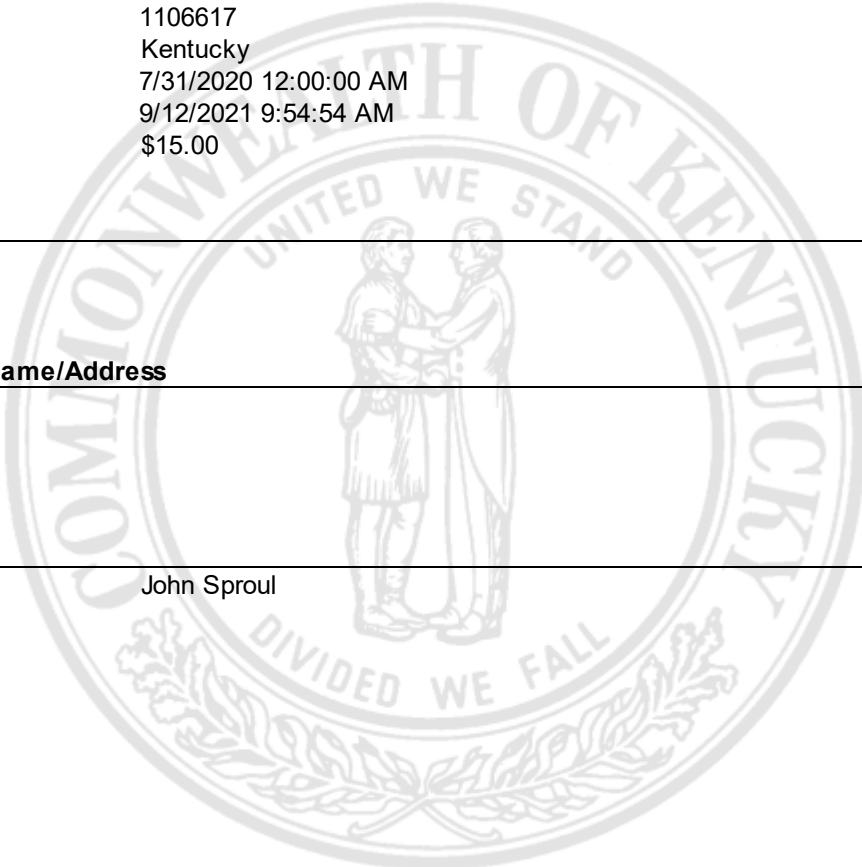 1106617
Kentucky
7/31/2020 12:00:00 AM
9/12/2021 9:54:54 AM
$15.00
COMMONWEALTH OF KENTUCKY
UNITED WE STAND
ame/Address
John Sproul
DIVIDED WE FALL